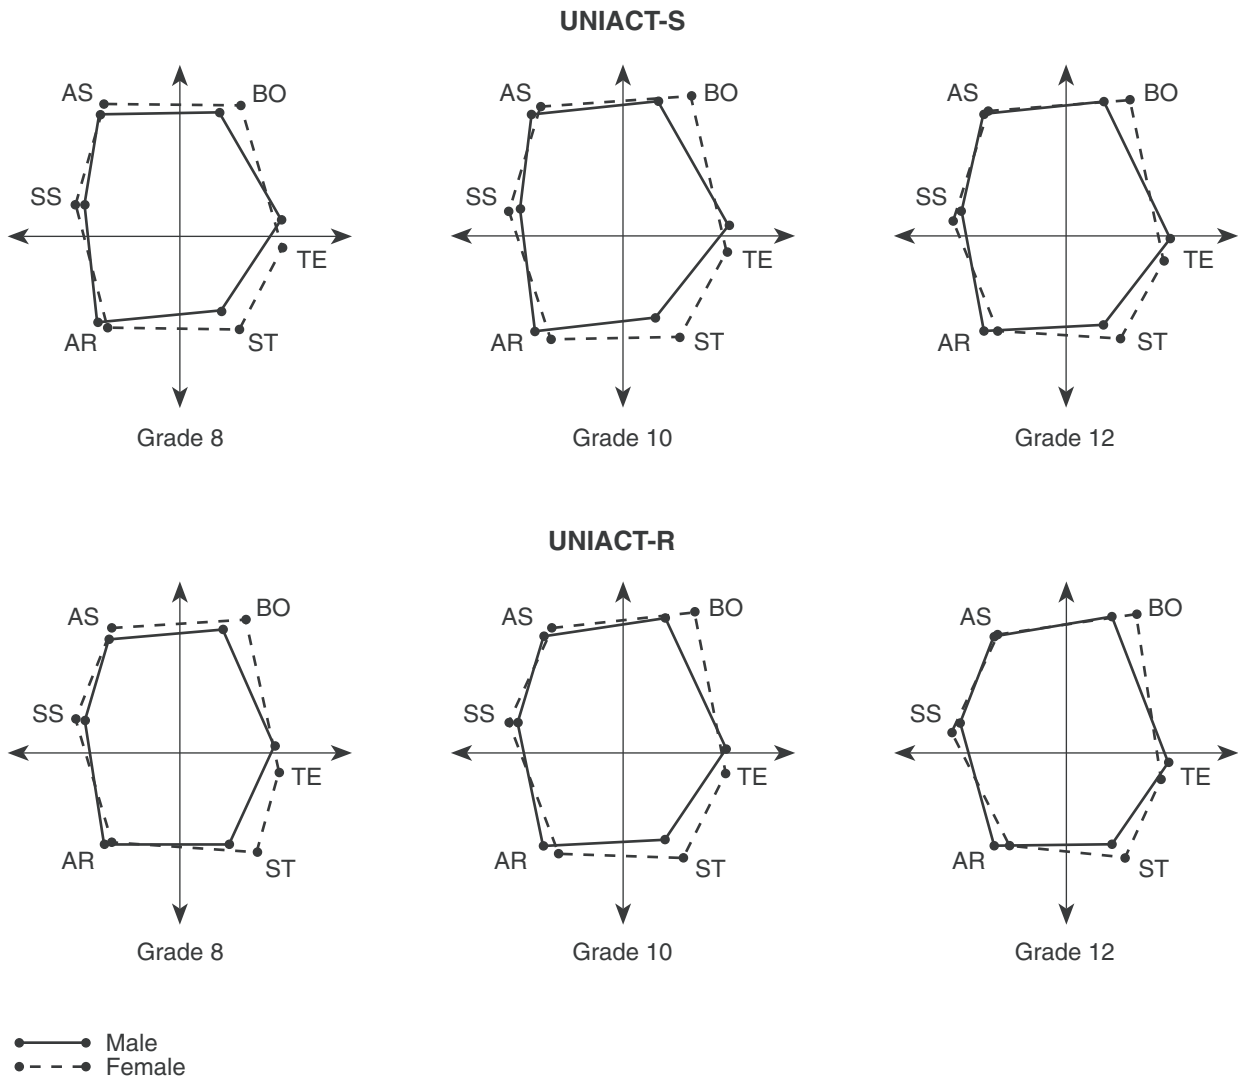 UNIACT-S
AS BO
SS
TE
AR ST
Grade 8
AS BO
SS
TE
AR ST
Grade 10
AS BO
SS
TE
AR ST
Grade 12
UNIACT-R
AS BO
SS
TE
AR ST
Grade 8
AS BO
SS
TE
AR ST
Grade 10
AS BO
SS
TE
AR ST
Grade 12
Male
Female